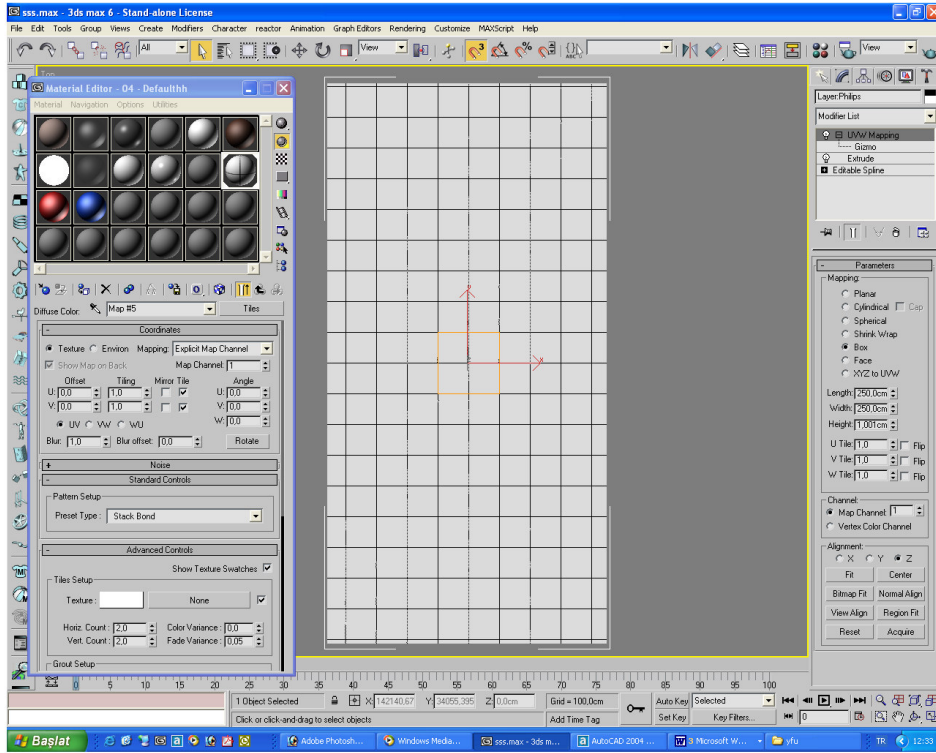 sss.max - 3ds max 6 - Stand-alone License
File Edit Tools Group Views Create Modifiers Character reactor Animation Graph Editors Rendering Customize MAXScript Help
All View View
Material Editor - 04 - Defaulthh
Material Navigation Options Utilities
Top
Layer:Philips
Modifier List
UVW Mapping
Gizmo
Extrude
Editable Spline
Diffuse Color: Map #5 Tiles
- Coordinates
Texture Environ Mapping: Explicit Map Channel
Show Map on Back Map Channel: 1
Offset Tiling Mirror Tile Angle
U: 0,0 1,0 U: 0,0
V: 0,0 1,0 V: 0,0
UV VW WU W: 0,0
Blur: 1,0 Blur offset: 0,0 Rotate
+ Noise
- Standard Controls
Pattern Setup
Preset Type : Stack Bond
- Advanced Controls
Show Texture Swatches
Tiles Setup
Texture : None
Horiz. Count : 2,0 Color Variance : 0,0
Vert. Count : 2,0 Fade Variance : 0,05
Grout Setup
x
- Parameters
Mapping:
Planar
Cylindrical Cap
Spherical
Shrink Wrap
Box
Face
XYZ to UVW
Length: 250,0cm
Width: 250,0cm
Height: 1,001cm
U Tile: 1,0 Flip
V Tile: 1,0 Flip
W Tile: 1,0 Flip
Channel:
Map Channel: 1
Vertex Color Channel
Alignment:
X Y Z
Fit Center
Bitmap Fit Normal Align
View Align Region Fit
Reset Acquire
0 5 10 15 20 25 30 35 40 45 50 55 60 65 70 75 80 85 90 95 100
1 Object Selected X: 142140,67 Y: 34055,395 Z: 0,0cm Grid = 100,0cm Auto Key Selected
Click or click-and-drag to select objects Add Time Tag Set Key Key Filters... 0
Başlat Adobe Photosh... Windows Media... sss.max - 3ds m... AutoCAD 2004 ... 3 Microsoft W... yfu TR 12:33